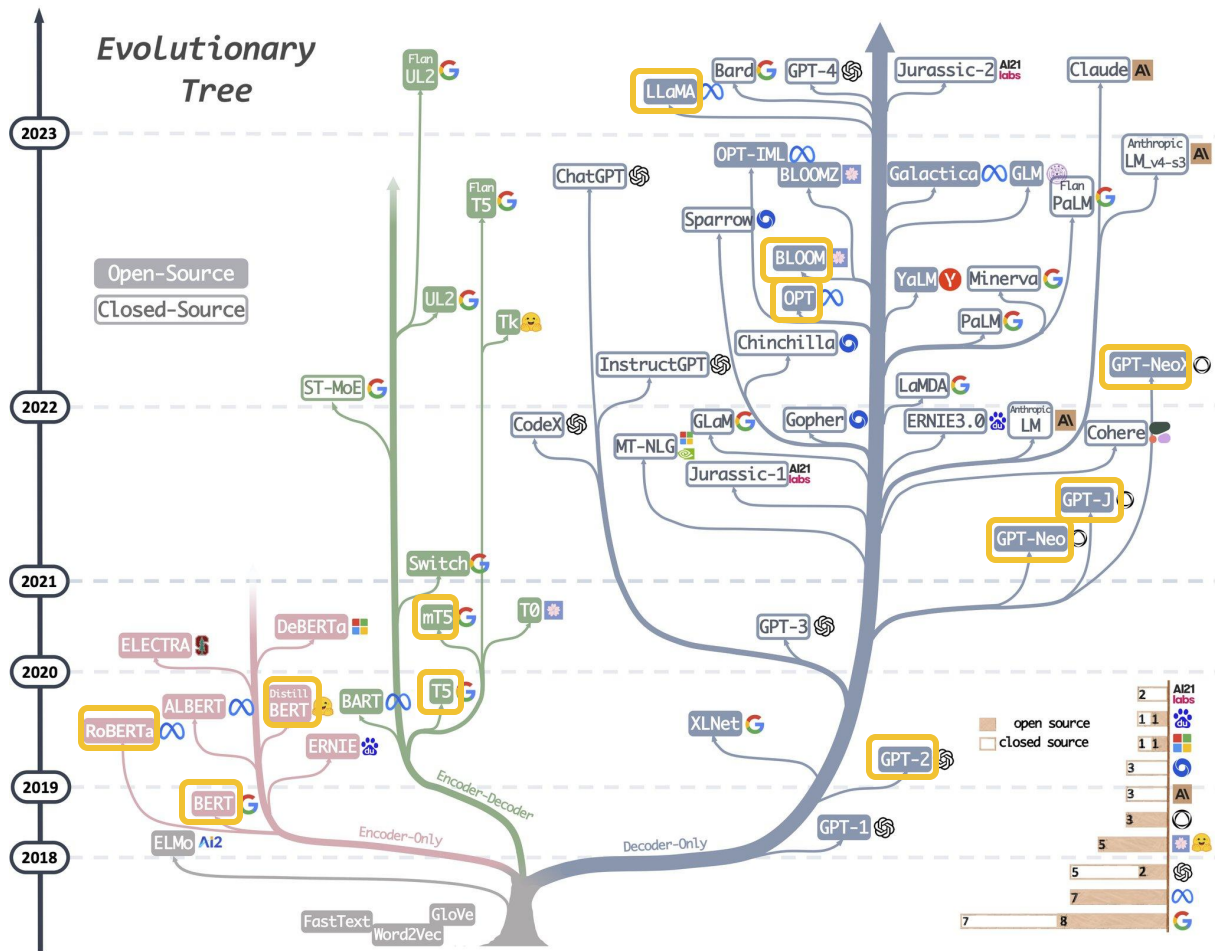 Evolutionary
Tree
Flan
UL2
LLaMA
Bard
GPT-4
Jurassic-2
AI21
labs
Claude
A\
2023
OPT-IML
BLOOMZ
ChatGPT
Galactica
GLM
Anthropic
LM_v4-s3
A\
Flan
T5
Flan
PaLM
Sparrow
BLOOM
Open-Source
Closed-Source
UL2
OPT
YaLM
Y
Minerva
Tk
PaLM
Chinchilla
InstructGPT
GPT-NeoX
ST-MoE
LaMDA
2022
CodeX
GLaM
Gopher
ERNIE3.0
du
Anthropic
LM
A\
Cohere
MT-NLG
Jurassic-1
AI21
labs
GPT-J
GPT-Neo
Switch
2021
mT5
T0
DeBERTa
GPT-3
ELECTRA
2020
Distill
BERT
BART
T5
ALBERT
RoBERTa
ERNIE
du
XLNet
GPT-2
2019
BERT
Encoder-Decoder
ELMo
Ai2
Encoder-Only
Decoder-Only
GPT-1
2018
FastText
Word2Vec
GloVe
open source
closed source
2
AI21
labs
1 1
du
1 1
3
3
A\
3
5
5 2
7
7 8